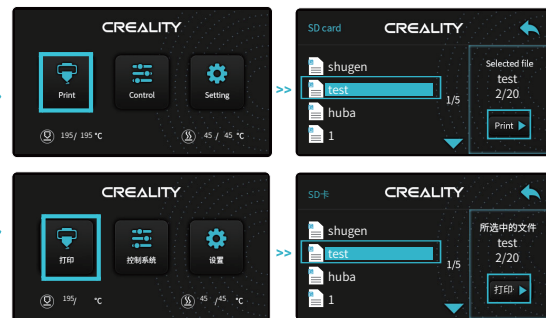 CREALITY
Print
Control
Setting
195/ 195 °C
45 / 45 °C
>>
SD card
CREALITY
shugen
test
huba
1
1/5
Selected file
test
2/20
Print
CREALITY
打印
控制系统
设置
195/ °C
45 /45 °C
>>
SD卡
CREALITY
shugen
test
huba
1
1/5
所选中的文件
test
2/20
打印